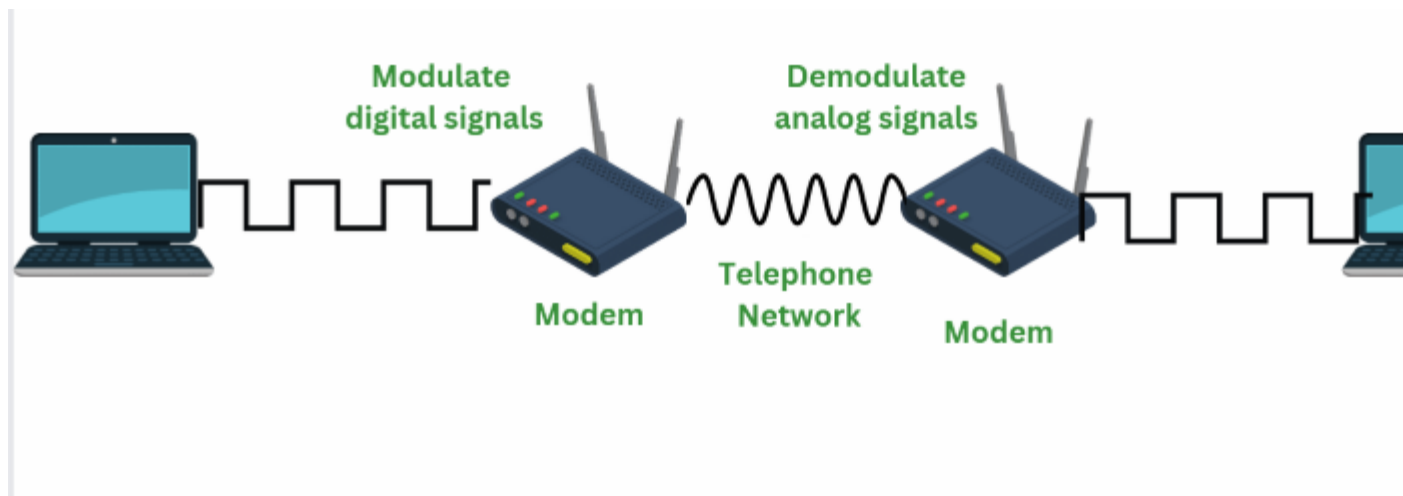 Modulate
digital signals
Demodulate
analog signals
Telephone
Network
Modem
Modem